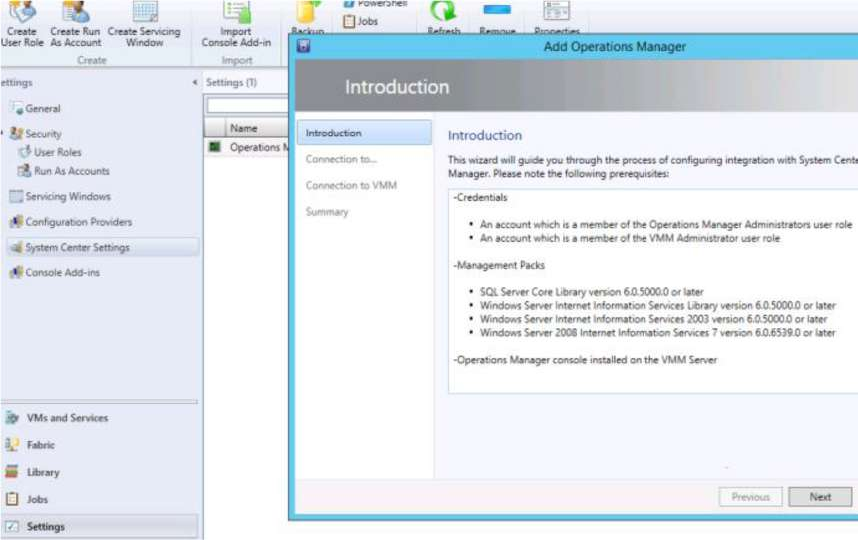 PowerShell
Jobs
Create
User Role
Create Run
As Account
Create Servicing
Window
Import
Console Add-in
Backup
Refresh
Remove
Properties
Create
Import
ettings
Settings (1)
General
Security
User Roles
Run As Accounts
Servicing Windows
Configuration Providers
System Center Settings
Console Add-ins
VMs and Services
Fabric
Library
Jobs
Settings
Name
Operations M
Add Operations Manager
Introduction
Introduction
Connection to...
Connection to VMM
Summary
Introduction
This wizard will guide you through the process of configuring integration with System Cente
Manager. Please note the following prerequisites:
-Credentials
• An account which is a member of the Operations Manager Administrators user role
• An account which is a member of the VMM Administrator user role
-Management Packs
• SQL Server Core Library version 6.0.5000.0 or later
• Windows Server Internet Information Services Library version 6.0.5000.0 or later
• Windows Server Internet Information Services 2003 version 6.0.5000.0 or later
• Windows Server 2008 Internet Information Services 7 version 6.0.6539.0 or later
-Operations Manager console installed on the VMM Server
Previous
Next